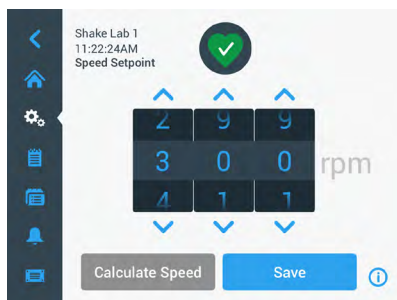 Shake Lab 1
11:22:24AM
Speed Setpoint
2 9 9
3 0 0 rpm
4 1 1
Calculate Speed Save